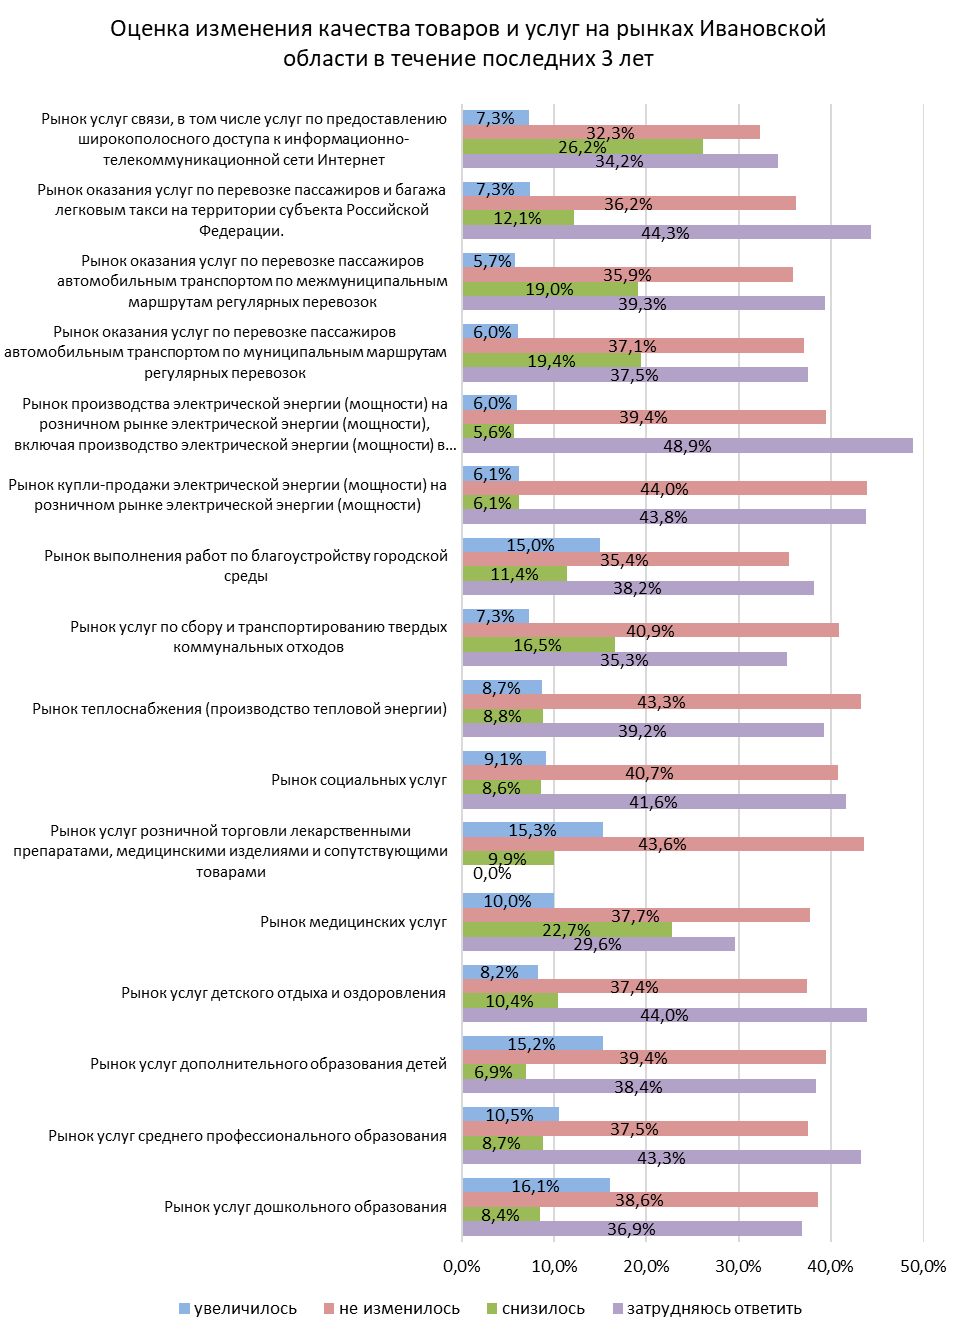 Оценка изменения качества товаров и услуг на рынках Ивановской
области в течение последних 3 лет
Рынок услуг связи, в том числе услуг по предоставлению
широкополосного доступа к информационно-
телекоммуникационной сети Интернет
7,3%
32,3%
26,2%
34,2%
Рынок оказания услуг по перевозке пассажиров и багажа
легковым такси на территории субъекта Российской
Федерации.
7,3%
36,2%
12,1%
44,3%
Рынок оказания услуг по перевозке пассажиров
автомобильным транспортом по межмуниципальным
маршрутам регулярных перевозок
5,7%
35,9%
19,0%
39,3%
Рынок оказания услуг по перевозке пассажиров
автомобильным транспортом по муниципальным маршрутам
регулярных перевозок
6,0%
37,1%
19,4%
37,5%
Рынок производства электрической энергии (мощности) на
розничном рынке электрической энергии (мощности),
включая производство электрической энергии (мощности) в...
6,0%
39,4%
5,6%
48,9%
Рынок купли-продажи электрической энергии (мощности) на
розничном рынке электрической энергии (мощности)
6,1%
44,0%
6,1%
43,8%
Рынок выполнения работ по благоустройству городской
среды
15,0%
35,4%
11,4%
38,2%
Рынок услуг по сбору и транспортированию твердых
коммунальных отходов
7,3%
40,9%
16,5%
35,3%
Рынок теплоснабжения (производство тепловой энергии)
8,7%
43,3%
8,8%
39,2%
Рынок социальных услуг
9,1%
40,7%
8,6%
41,6%
Рынок услуг розничной торговли лекарственными
препаратами, медицинскими изделиями и сопутствующими
товарами
15,3%
43,6%
9,9%
0,0%
Рынок медицинских услуг
10,0%
37,7%
22,7%
29,6%
Рынок услуг детского отдыха и оздоровления
8,2%
37,4%
10,4%
44,0%
Рынок услуг дополнительного образования детей
15,2%
39,4%
6,9%
38,4%
Рынок услуг среднего профессионального образования
10,5%
37,5%
8,7%
43,3%
Рынок услуг дошкольного образования
16,1%
38,6%
8,4%
36,9%
0,0% 10,0% 20,0% 30,0% 40,0% 50,0%
увеличилось не изменилось снизилось затрудняюсь ответить